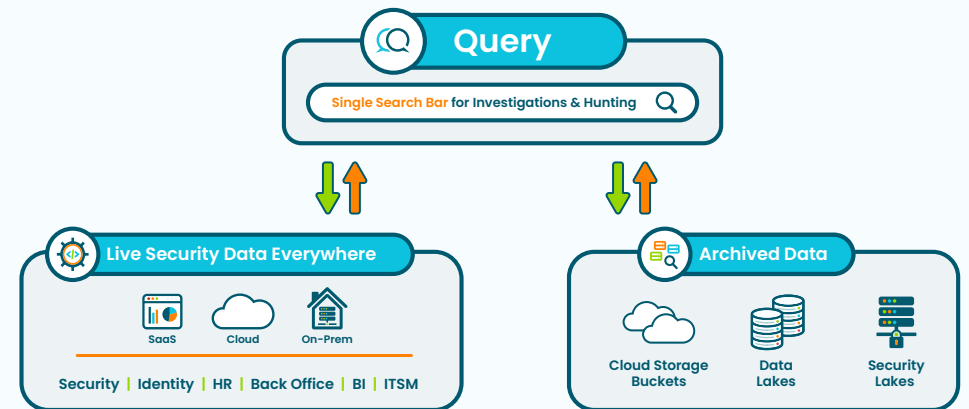 Query
Single Search Bar for Investigations & Hunting
Live Security Data Everywhere
SaaS
Cloud
On-Prem
Security | Identity | HR | Back Office | BI | ITSM
Archived Data
Cloud Storage
Buckets
Data
Lakes
Security
Lakes